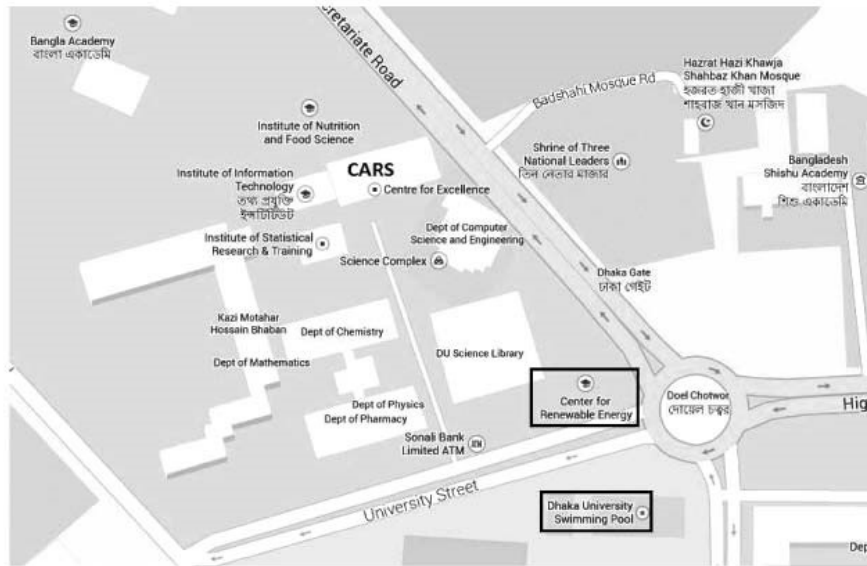 Bangla Academy
বাংলা একাডেমি
cretariate Road
Badshahi Mosque Rd
Hazrat Hazi Khawja
Shahbaz Khan Mosque
হজরত হাজী খাজা
শাহবাজ খান মসজিদ
Institute of Nutrition
and Food Science
Shrine of Three
National Leaders
তিন নেতার মাজার
Bangladesh
Shishu Academy
বাংলাদেশ
শিশু একাডেমি
CARS
Institute of Information
Technology
তথ্য প্রযুক্তি
ইন্সটিটিউট
Centre for Excellence
Institute of Statistical
Research & Training
Dept of Computer
Science and Engineering
Science Complex
Dhaka Gate
ঢাকা গেইট
Kazi Motahar
Hossain Bhaban
Dept of Chemistry
Dept of Mathematics
DU Science Library
Center for
Renewable Energy
Doel Chotwor
দোয়েল চত্বর
Hig
Dept of Physics
Dept of Pharmacy
Sonali Bank
Limited ATM
University Street
Dhaka University
Swimming Pool
Dep